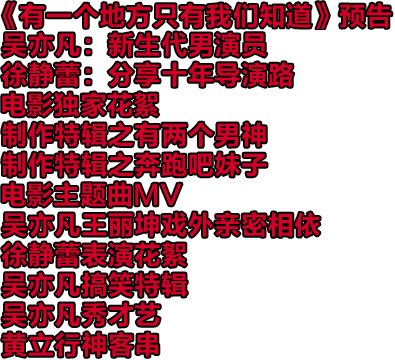 《有一个地方只有我们知道》预告
吴亦凡：新生代男演员
徐静蕾：分享十年导演路
电影独家花絮
制作特辑之有两个男神
制作特辑之奔跑吧妹子
电影主题曲MV
吴亦凡王丽坤戏外亲密相依
徐静蕾表演花絮
吴亦凡搞笑特辑
吴亦凡秀才艺
黄立行神客串